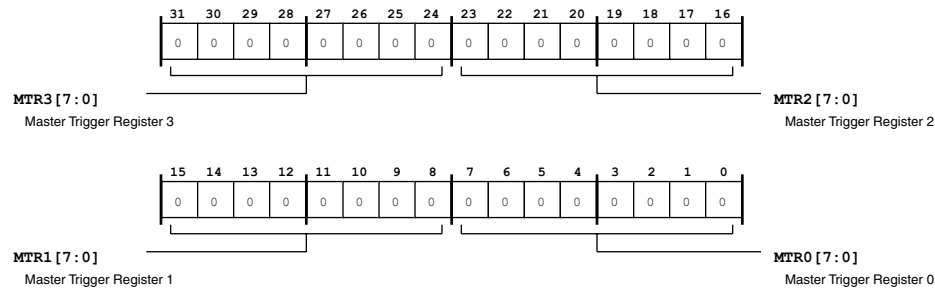 31 30 29 28 27 26 25 24 23 22 21 20 19 18 17 16
0 0 0 0 0 0 0 0 0 0 0 0 0 0 0 0
MTR3[7:0] MTR2[7:0]
Master Trigger Register 3 Master Trigger Register 2
15 14 13 12 11 10 9 8 7 6 5 4 3 2 1 0
0 0 0 0 0 0 0 0 0 0 0 0 0 0 0 0
MTR1[7:0] MTR0[7:0]
Master Trigger Register 1 Master Trigger Register 0